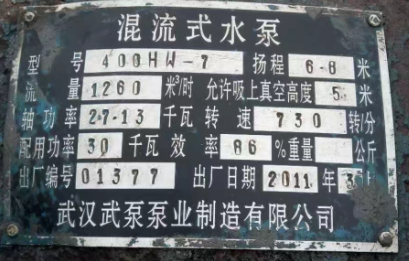 混流式水泵
型号 400HW-7 扬程 6·8 米
流量 1260 米³/时 允许吸上真空高度 5 米
轴功率 27·13 千瓦 转速 730 转/分
配用功率 30 千瓦 效率 86 % 重量 公斤
出厂编号 01377 出厂日期 2011 年 月
武汉武泵泵业制造有限公司